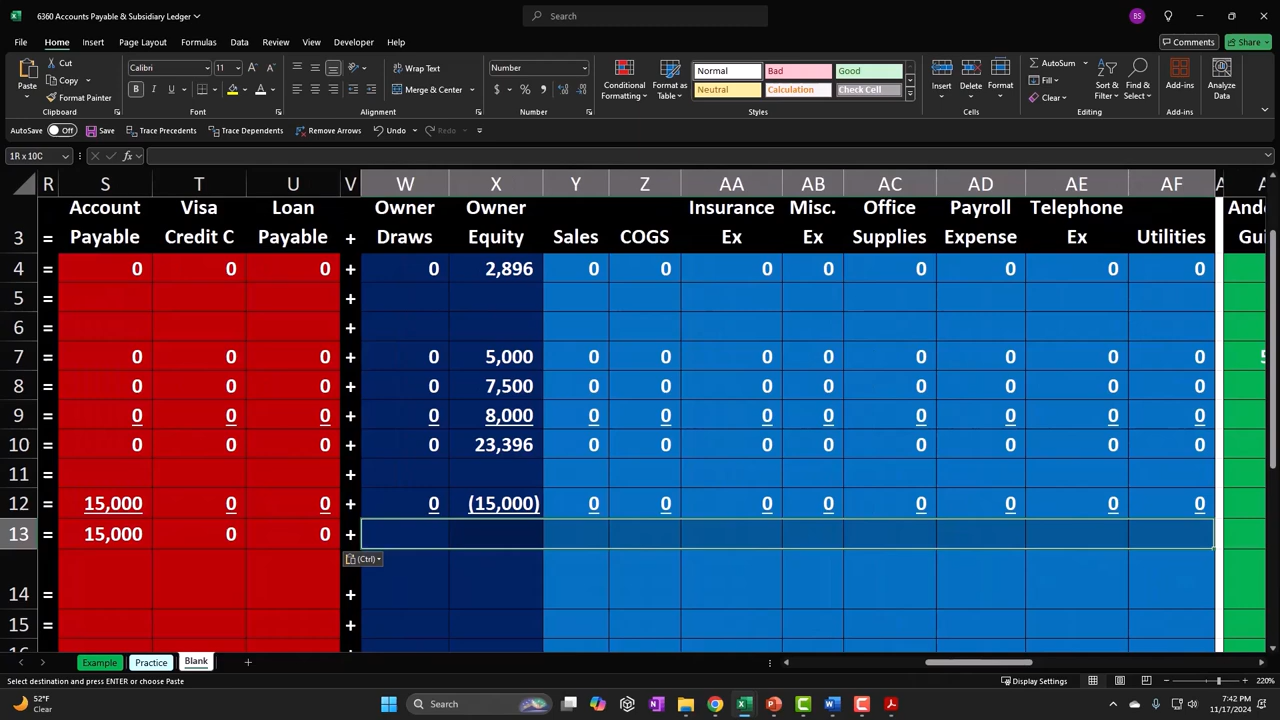 6360 Accounts Payable & Subsidiary Ledger
Search
BS
File Home Insert Page Layout Formulas Data Review View Developer Help
Comments Share
Paste Cut Copy Format Painter
Clipboard
Calibri 11
B I U
Font
Wrap Text
Merge & Center
Alignment
Number
$ % ,
Number
Conditional Formatting
Format as Table
Normal Bad Good
Neutral Calculation Check Cell
Styles
Insert Delete Format
Cells
AutoSum
Fill
Clear
Editing
Sort & Filter
Find & Select
Add-ins
Add-ins
Analyze Data
AutoSave Off Save Trace Precedents Trace Dependents Remove Arrows Undo Redo
1R x 10C fx
R S T U V W X Y Z AA AB AC AD AE AF
Account Visa Loan Owner Owner Insurance Misc. Office Payroll Telephone
3 = Payable Credit C Payable + Draws Equity Sales COGS Ex Ex Supplies Expense Ex Utilities
4 = 0 0 0 + 0 2,896 0 0 0 0 0 0 0 0
5 = +
6 = +
7 = 0 0 0 + 0 5,000 0 0 0 0 0 0 0 0
8 = 0 0 0 + 0 7,500 0 0 0 0 0 0 0 0
9 = 0 0 0 + 0 8,000 0 0 0 0 0 0 0 0
10 = 0 0 0 + 0 23,396 0 0 0 0 0 0 0 0
11 = +
12 = 15,000 0 0 + 0 (15,000) 0 0 0 0 0 0 0 0
13 = 15,000 0 0 +
(Ctrl)
14 = +
15 = +
Example Practice Blank +
Select destination and press ENTER or choose Paste
Display Settings 220%
52°F
Clear
Search
7:42 PM
11/17/2024